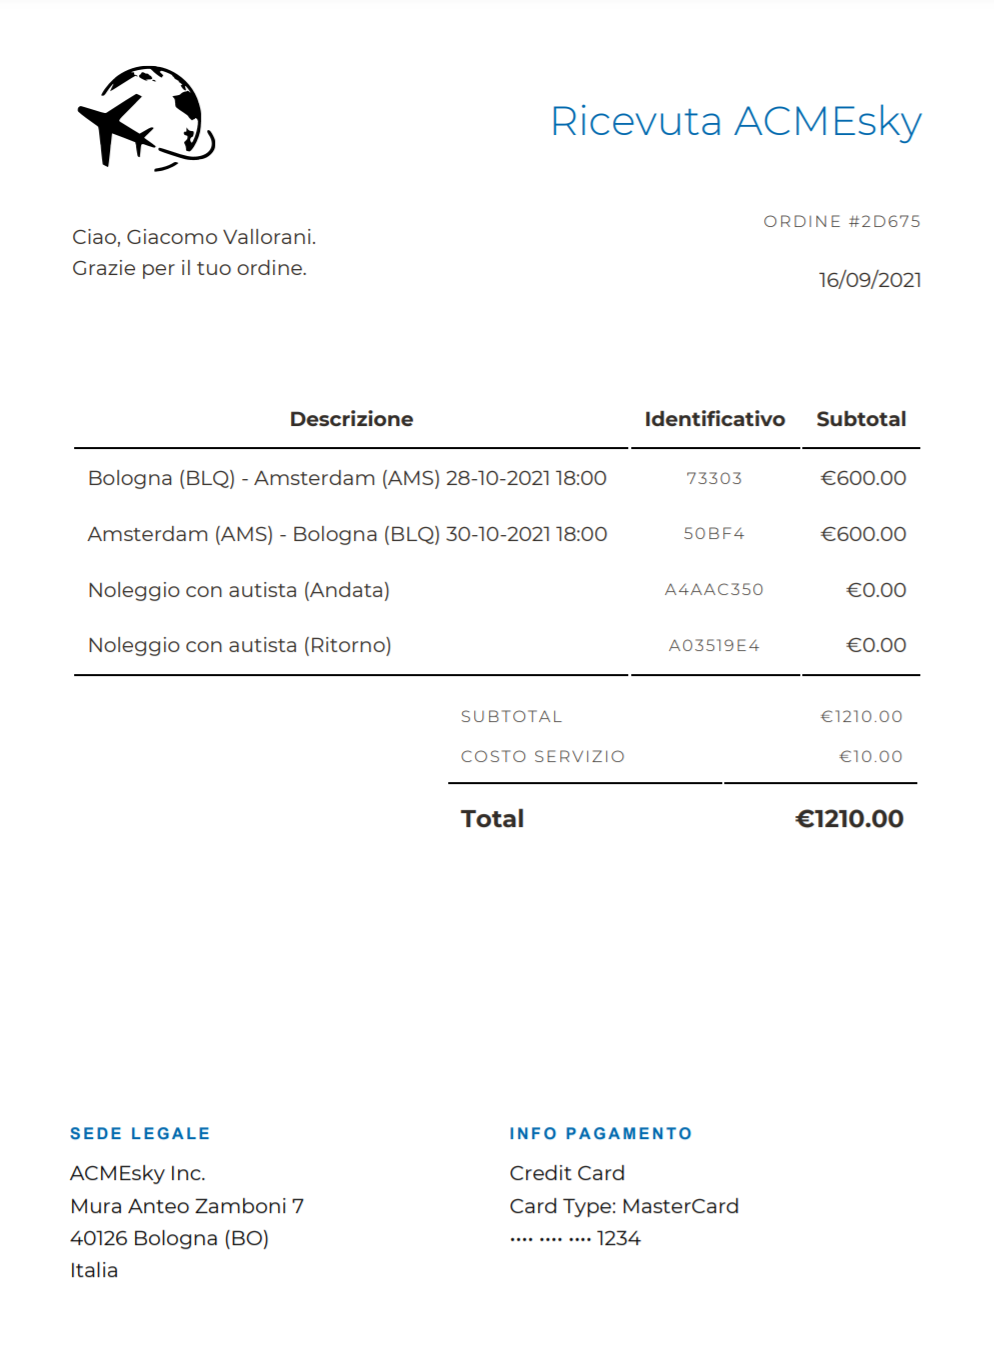 Ricevuta ACMEsky
Ciao, Giacomo Vallorani.
Grazie per il tuo ordine.
ORDINE #2D675
16/09/2021
Descrizione Identificativo Subtotal
Bologna (BLQ) - Amsterdam (AMS) 28-10-2021 18:00 73303 €600.00
Amsterdam (AMS) - Bologna (BLQ) 30-10-2021 18:00 50BF4 €600.00
Noleggio con autista (Andata) A4AAC350 €0.00
Noleggio con autista (Ritorno) A03519E4 €0.00
SUBTOTAL €1210.00
COSTO SERVIZIO €10.00
Total €1210.00
SEDE LEGALE
ACMEsky Inc.
Mura Anteo Zamboni 7
40126 Bologna (BO)
Italia
INFO PAGAMENTO
Credit Card
Card Type: MasterCard
•••• •••• •••• 1234